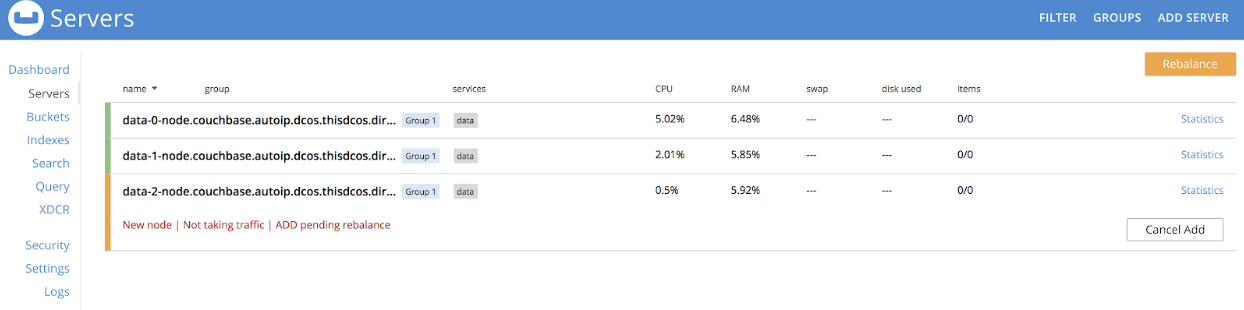 Servers
FILTER GROUPS ADD SERVER
Dashboard
Servers
Buckets
Indexes
Search
Query
XDCR
Security
Settings
Logs
Rebalance
name group services CPU RAM swap disk used items
data-0-node.couchbase.autoip.dcos.thisdcos.dir... Group 1 data 5.02% 6.48% --- --- 0/0 Statistics
data-1-node.couchbase.autoip.dcos.thisdcos.dir... Group 1 data 2.01% 5.85% --- --- 0/0 Statistics
data-2-node.couchbase.autoip.dcos.thisdcos.dir... Group 1 data 0.5% 5.92% --- --- 0/0 Statistics
New node | Not taking traffic | ADD pending rebalance Cancel Add